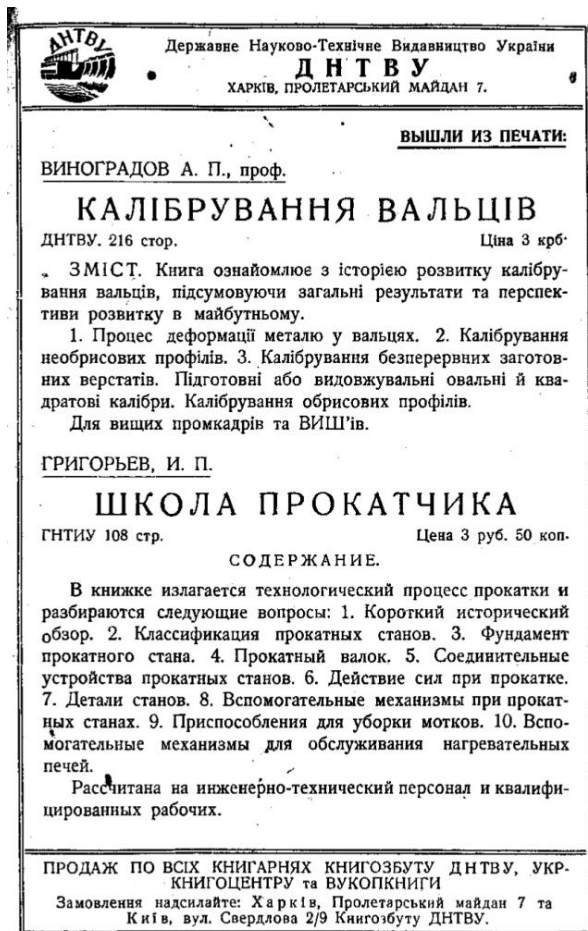 ДНТВУ
Державне Науково-Технічне Видавництво України
ДНТВУ
ХАРКІВ, ПРОЛЕТАРСЬКИЙ МАЙДАН 7.
ВЫШЛИ ИЗ ПЕЧАТИ:
ВИНОГРАДОВ А. П., проф.
КАЛІБРУВАННЯ ВАЛЬЦІВ
ДНТВУ. 216 стор. Ціна 3 крб.
ЗМІСТ. Книга ознайомлює з історією розвитку калібру-
вання вальців, підсумовуючи загальні результати та перспек-
тиви розвитку в майбутньому.
1. Процес деформації металю у вальцях. 2. Калібрування
необрисових профілів. 3. Калібрування безперервних заготов-
них верстатів. Підготовні або видовжувальні овальні й ква-
дратові калібри. Калібрування обрисових профілів.
Для вищих промкадрів та ВИШ’ів.
ГРИГОРЬЕВ, И. П.
ШКОЛА ПРОКАТЧИКА
ГНТИУ 108 стр. Цена 3 руб. 50 коп.
СОДЕРЖАНИЕ.
В книжке излагается технологический процесс прокатки и
разбираются следующие вопросы: 1. Короткий исторический
обзор. 2. Классификация прокатных станов. 3. Фундамент
прокатного стана. 4. Прокатный валок. 5. Соединительные
устройства прокатных станов. 6. Действие сил при прокатке.
7. Детали станов. 8. Вспомогательные механизмы при прокат-
ных станах. 9. Приспособления для уборки мотков. 10. Вспо-
могательные механизмы для обслуживания нагревательных
печей.
Рассчитана на инженерно-технический персонал и квалифи-
цированных рабочих.
ПРОДАЖ ПО ВСІХ КНИГАРНЯХ КНИГОЗБУТУ ДНТВУ, УКР-
КНИГОЦЕНТРУ та ВУКОПКНИГИ
Замовлення надсилайте: Харків, Пролетарський майдан 7 та
Київ, вул. Свердлова 2/9 Книгозбуту ДНТВУ.